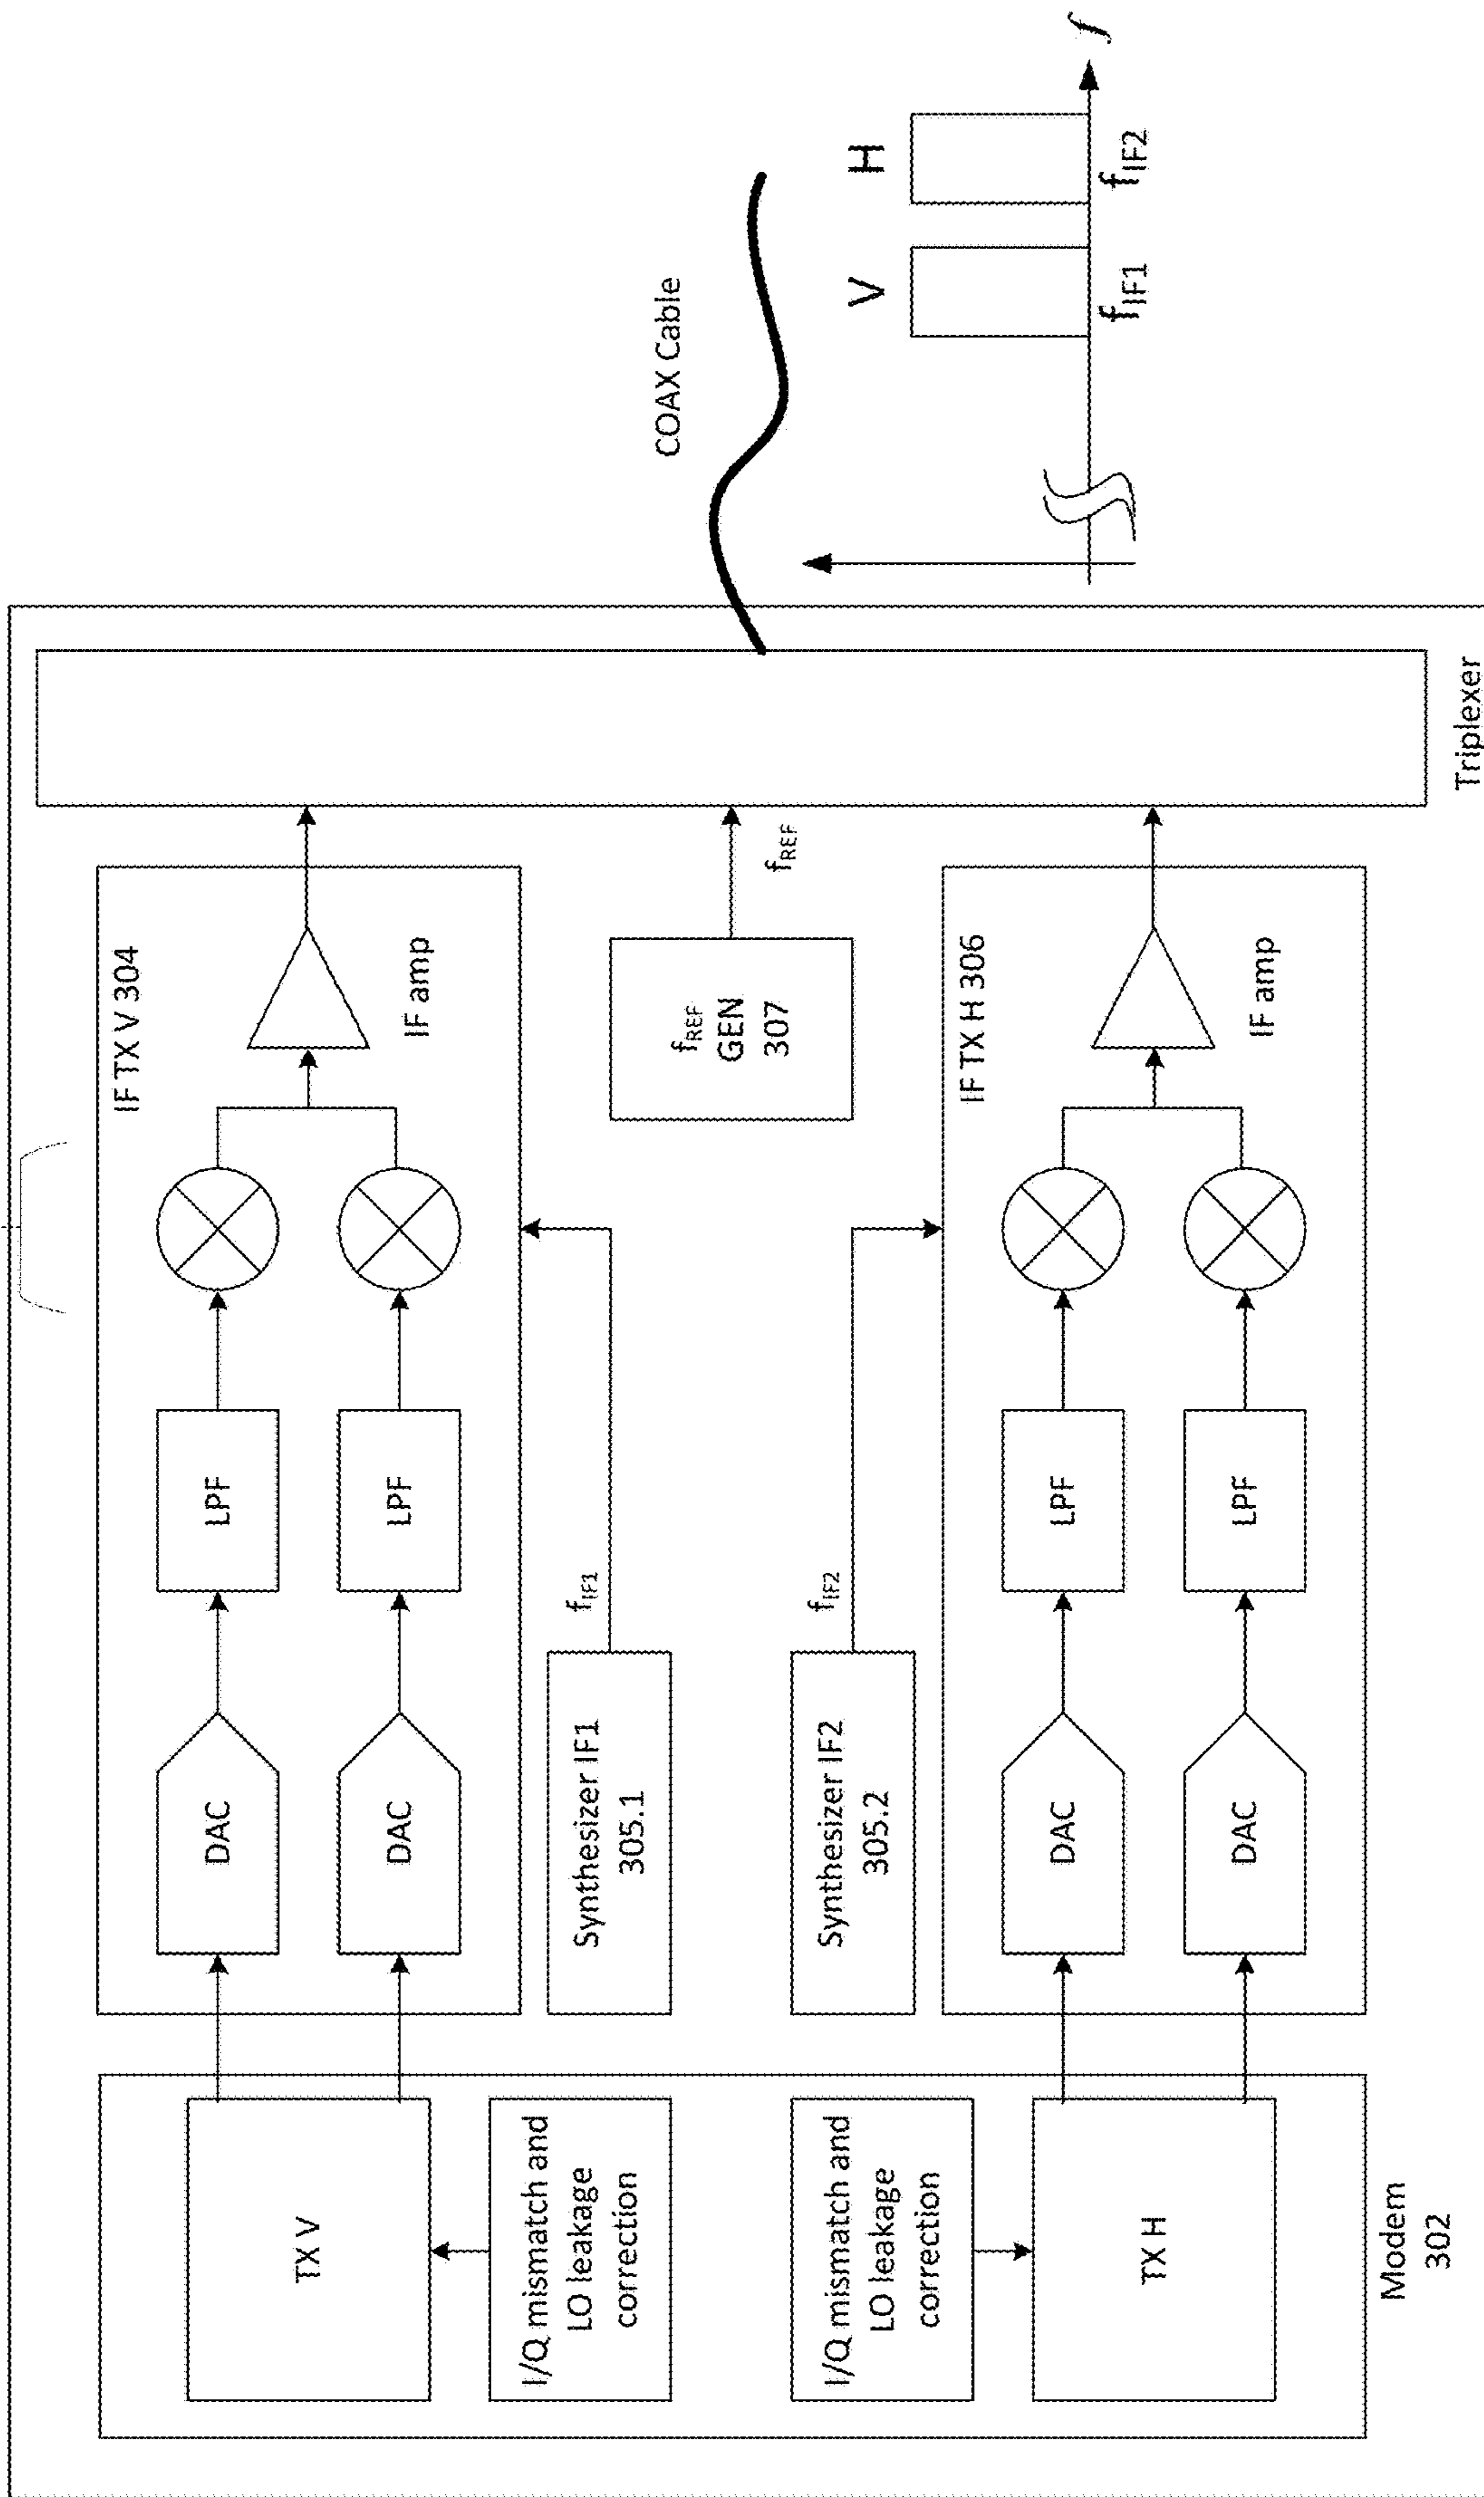 TX V
I/Q mismatch and
LO leakage
correction
I/Q mismatch and
LO leakage
correction
TX H
Modem
302
IF TX V 304
DAC
LPF
DAC
LPF
IF amp
Synthesizer IF1
305.1
fIF1
Synthesizer IF2
305.2
fIF2
fREF
GEN
307
fREF
IF TX H 306
DAC
LPF
DAC
LPF
IF amp
Triplexer
COAX Cable
V
H
fIF1
fIF2
f